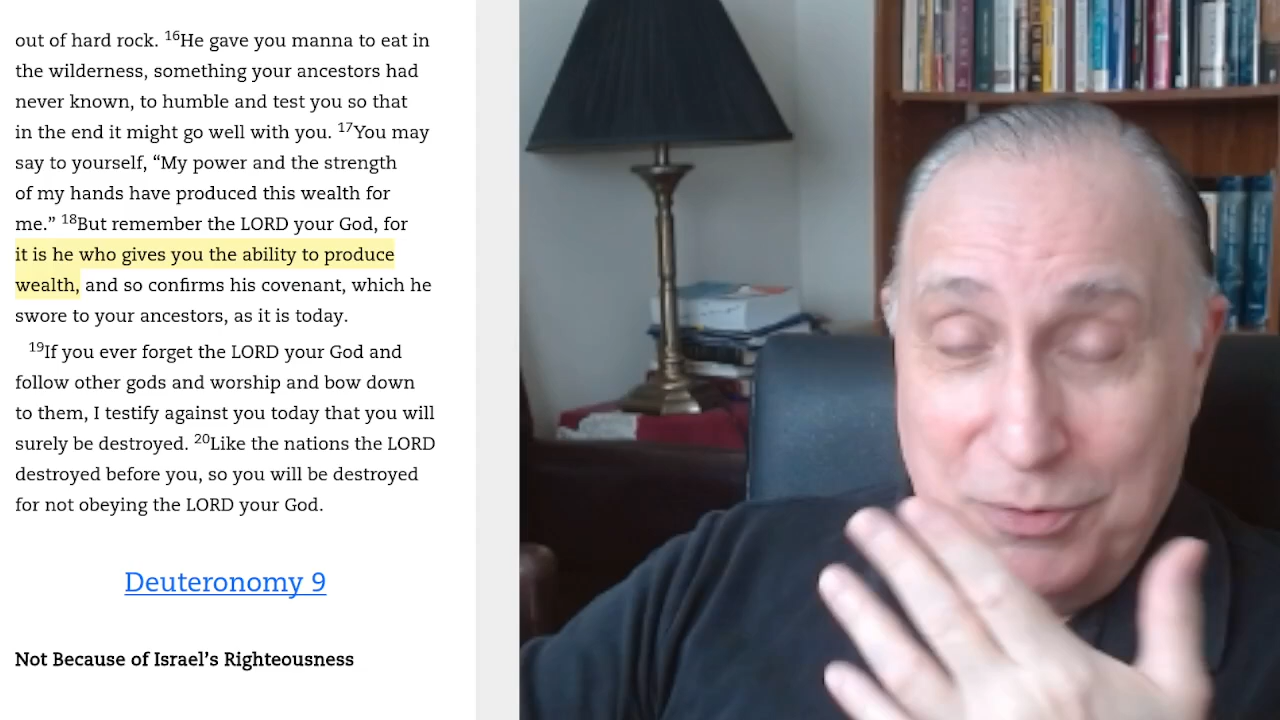 out of hard rock. 16He gave you manna to eat in
the wilderness, something your ancestors had
never known, to humble and test you so that
in the end it might go well with you. 17You may
say to yourself, “My power and the strength
of my hands have produced this wealth for
me.” 18But remember the LORD your God, for
it is he who gives you the ability to produce
wealth, and so confirms his covenant, which he
swore to your ancestors, as it is today.
19If you ever forget the LORD your God and
follow other gods and worship and bow down
to them, I testify against you today that you will
surely be destroyed. 20Like the nations the LORD
destroyed before you, so you will be destroyed
for not obeying the LORD your God.
Deuteronomy 9
Not Because of Israel’s Righteousness